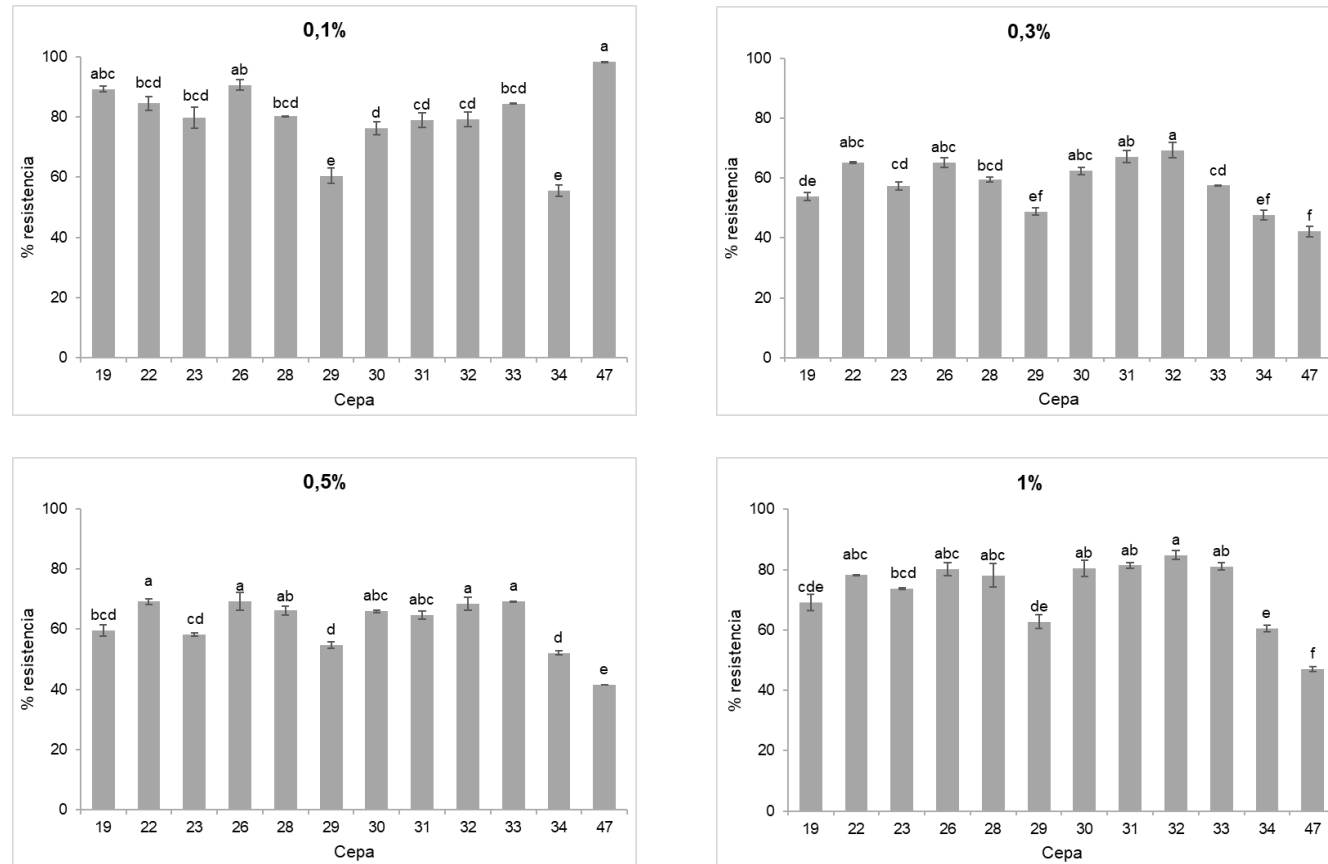 0,1%
% resistencia
100
80
60
40
20
0
abc bcd bcd ab bcd e d cd cd bcd e a
19 22 23 26 28 29 30 31 32 33 34 47
Cepa
0,3%
% resistencia
100
80
60
40
20
0
de abc cd abc bcd ef abc ab a cd ef f
19 22 23 26 28 29 30 31 32 33 34 47
Cepa
0,5%
% resistencia
100
80
60
40
20
0
bcd a cd a ab d abc abc a a d e
19 22 23 26 28 29 30 31 32 33 34 47
Cepa
1%
% resistencia
100
80
60
40
20
0
cde abc bcd abc abc de ab ab a ab e f
19 22 23 26 28 29 30 31 32 33 34 47
Cepa